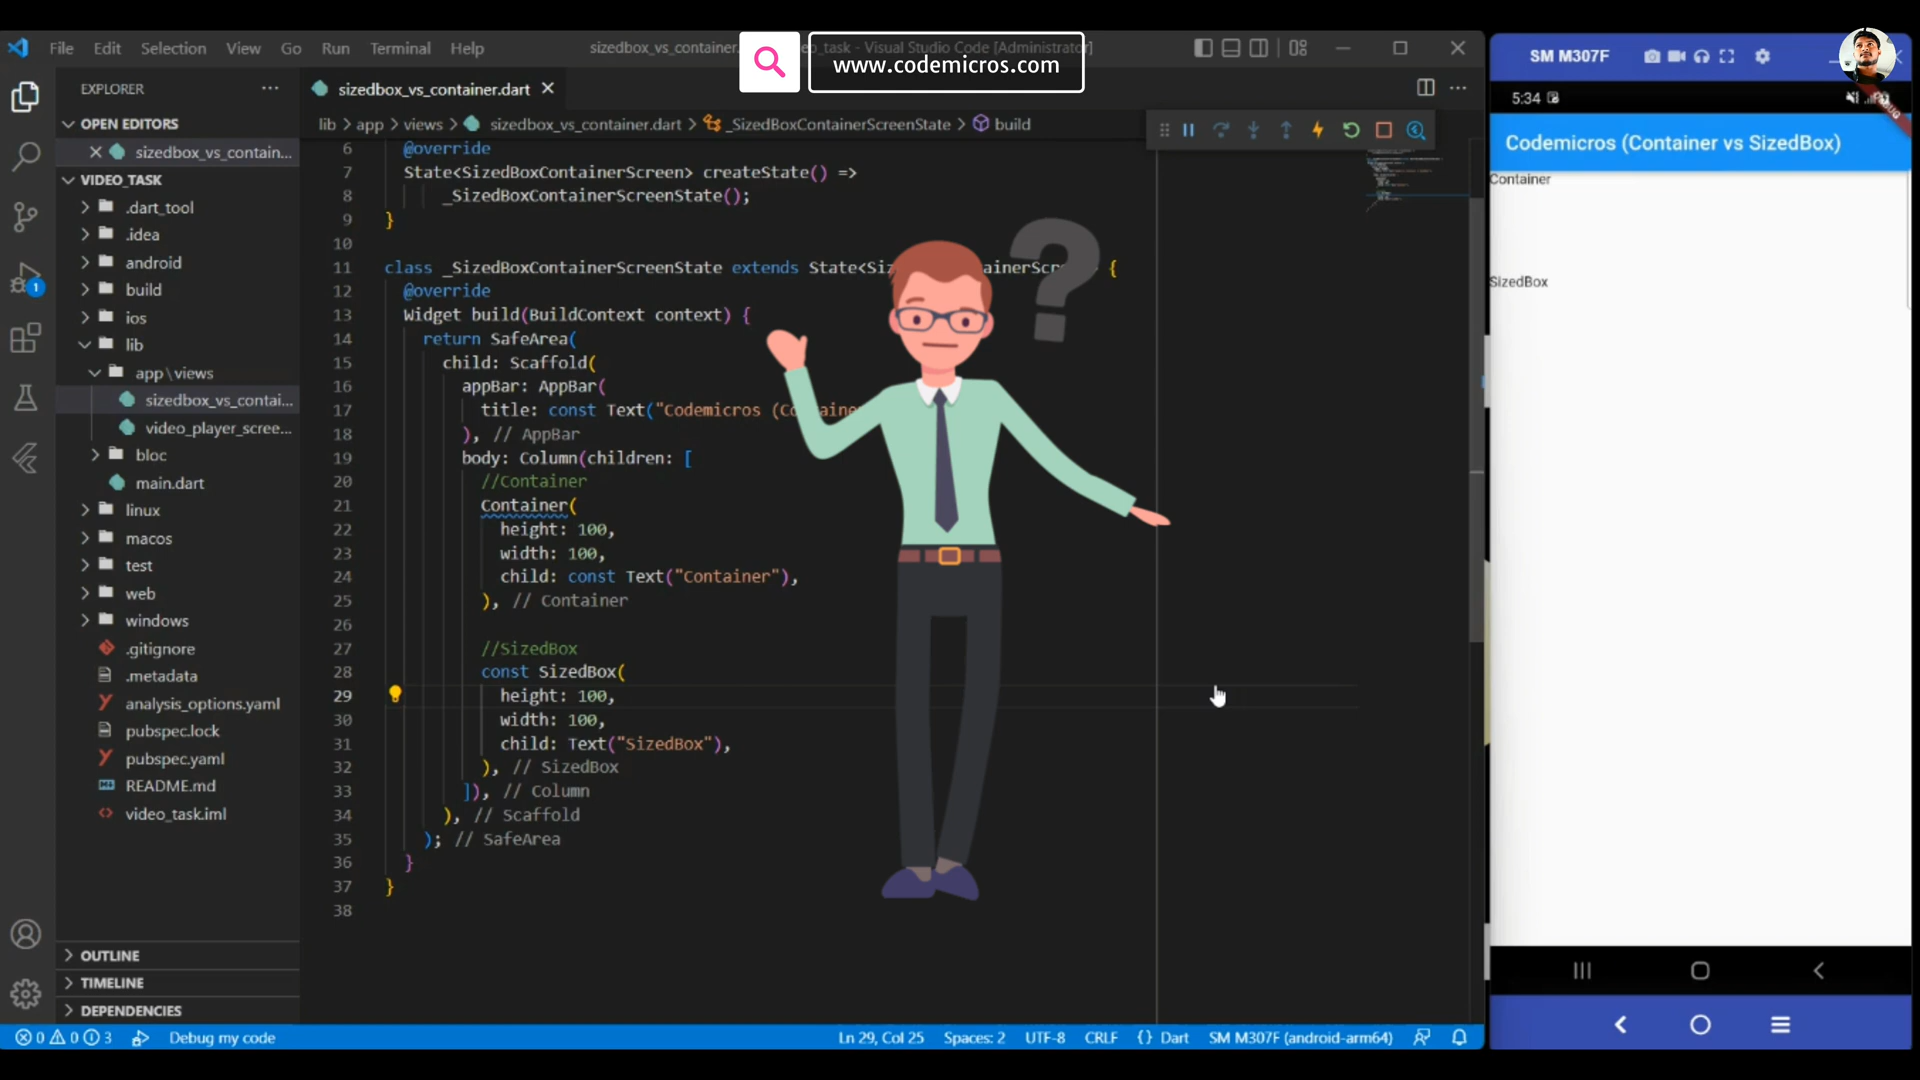 File Edit Selection View Go Run Terminal Help
sizedbox_vs_container. _task - Visual Studio Code [Administrator]
www.codemicros.com
EXPLORER
OPEN EDITORS
sizedbox_vs_contain...
VIDEO_TASK
.dart_tool
.idea
android
build
ios
lib
app\views
sizedbox_vs_contai...
video_player_scree...
bloc
main.dart
linux
macos
test
web
windows
.gitignore
.metadata
analysis_options.yaml
pubspec.lock
pubspec.yaml
README.md
video_task.iml
OUTLINE
TIMELINE
DEPENDENCIES
sizedbox_vs_container.dart
lib > app > views > sizedbox_vs_container.dart > _SizedBoxContainerScreenState > build
6 @override
7 State<SizedBoxContainerScreen> createState() =>
8 _SizedBoxContainerScreenState();
9 }
10
11 class _SizedBoxContainerScreenState extends State<Siz ainerScr {
12 @override
13 Widget build(BuildContext context) {
14 return SafeArea(
15 child: Scaffold(
16 appBar: AppBar(
17 title: const Text("Codemicros (Containe
18 ), // AppBar
19 body: Column(children: [
20 //Container
21 Container(
22 height: 100,
23 width: 100,
24 child: const Text("Container"),
25 ), // Container
26
27 //SizedBox
28 const SizedBox(
29 height: 100,
30 width: 100,
31 child: Text("SizedBox"),
32 ), // SizedBox
33 ]), // Column
34 ), // Scaffold
35 ); // SafeArea
36 }
37 }
38
?
SM M307F
5:34
Codemicros (Container vs SizedBox)
Container
SizedBox
1
0 0 3 Debug my code
Ln 29, Col 25 Spaces: 2 UTF-8 CRLF {} Dart SM M307F (android-arm64)